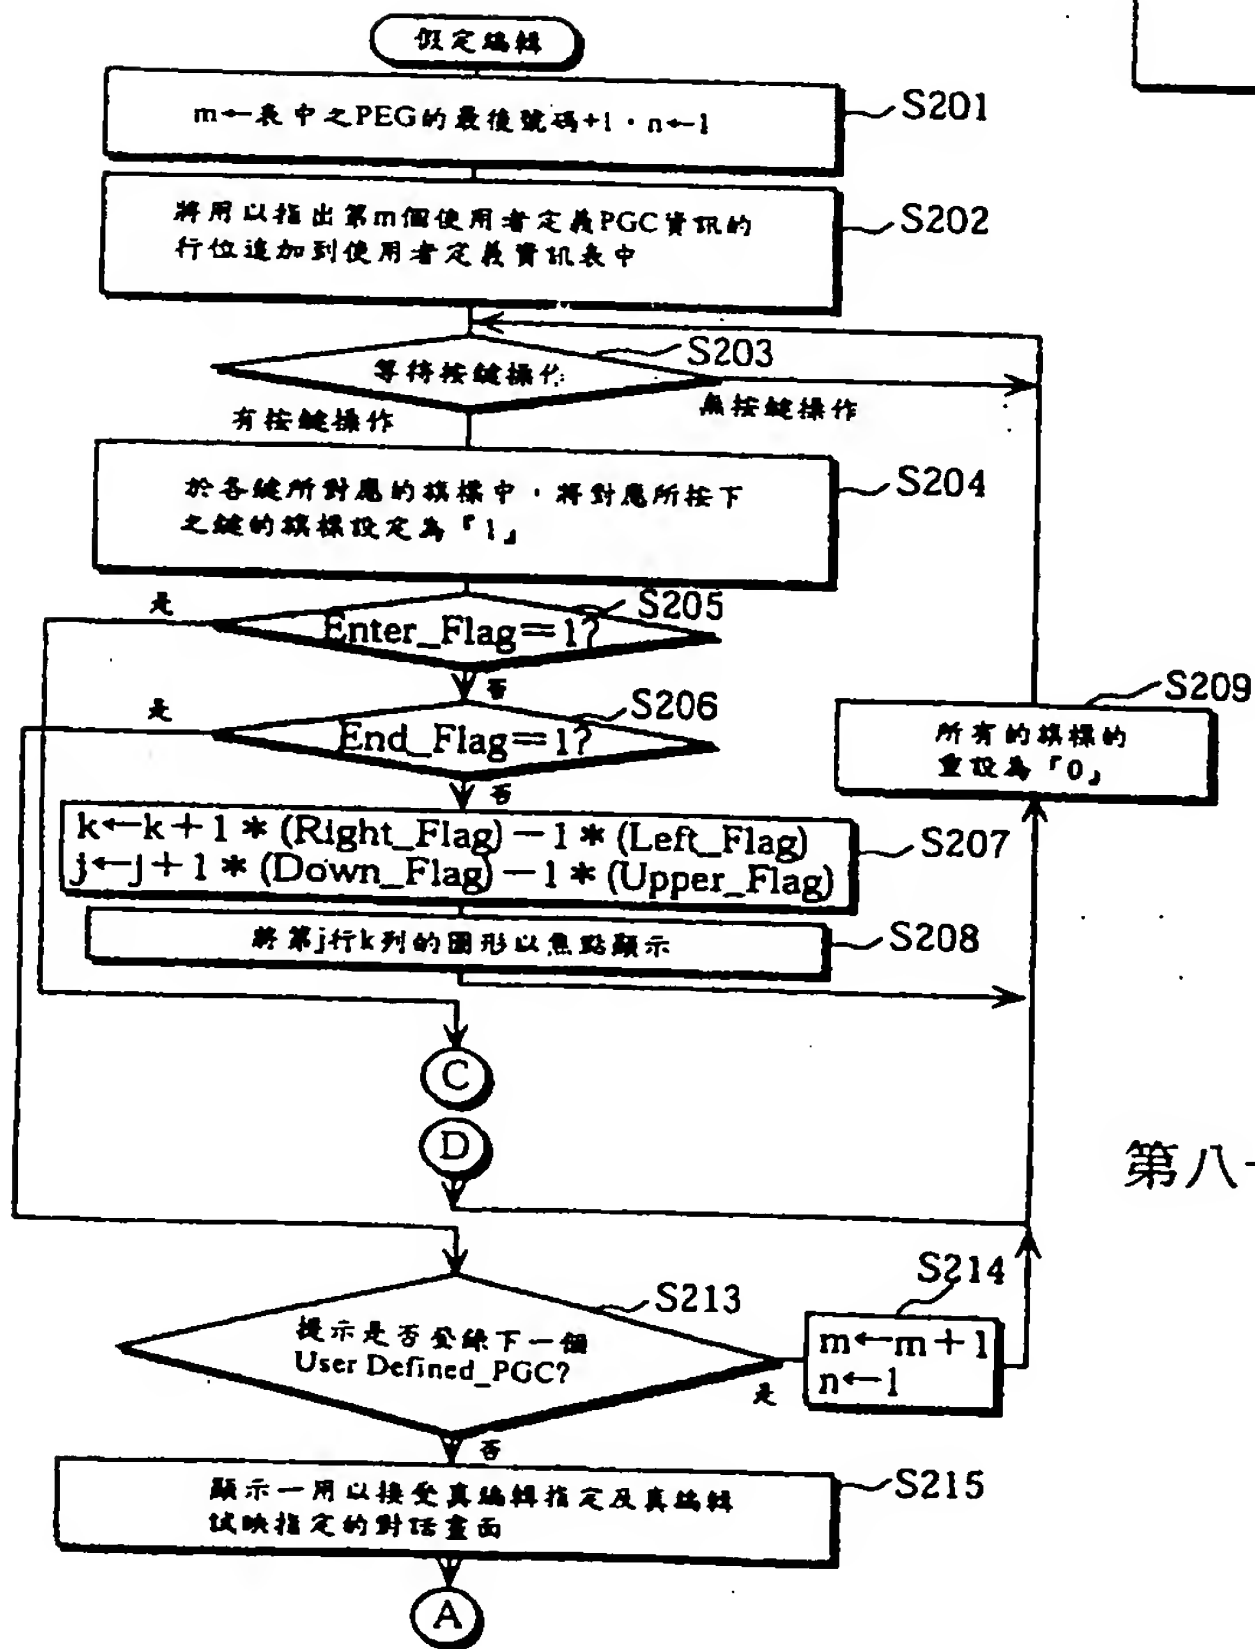 假定編輯
m←表中之PEG的最後號碼+1，n←1
S201
將用以指出第m個使用者定義PGC資訊的
行位追加到使用者定義資訊表中
S202
等待按鍵操作
S203
有按鍵操作
無按鍵操作
於各鍵所對應的旗標中，將對應所按下
之鍵的旗標設定為『1』
S204
是
Enter_Flag＝1?
S205
否
是
End_Flag＝1?
S206
否
所有的旗標的
重設為『0』
S209
k←k＋1＊(Right_Flag)－1＊(Left_Flag)
j←j＋1＊(Down_Flag)－1＊(Upper_Flag)
S207
將第j行k列的圖形以焦點顯示
S208
C
D
第八
提示是否登錄下一個
User Defined_PGC?
S213
是
m←m＋1
n←1
S214
否
顯示一用以接受真編輯指定及真編輯
試映指定的對話畫面
S215
A